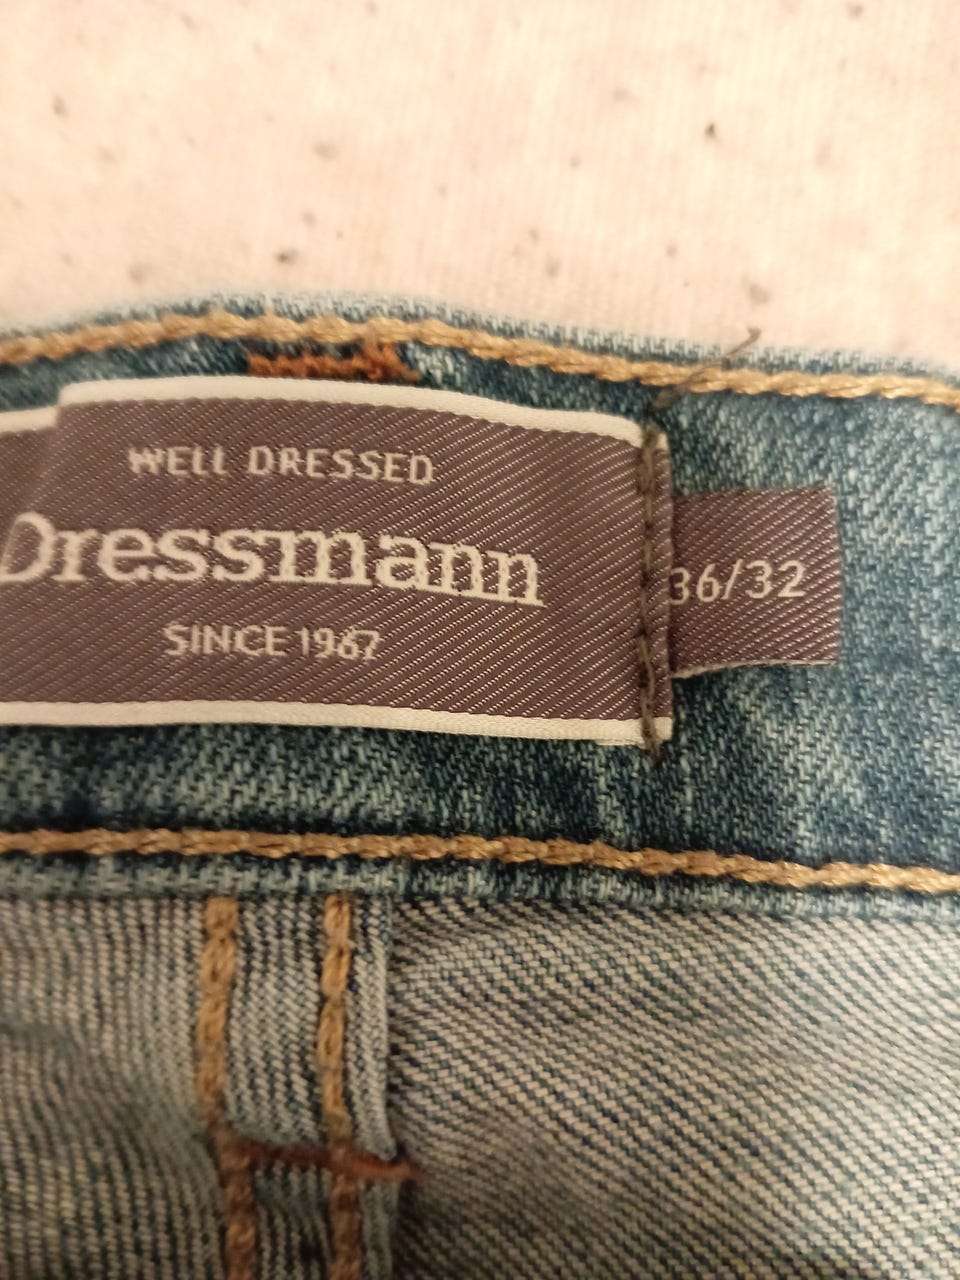 WELL DRESSED
Dressmann
SINCE 1967
36/32